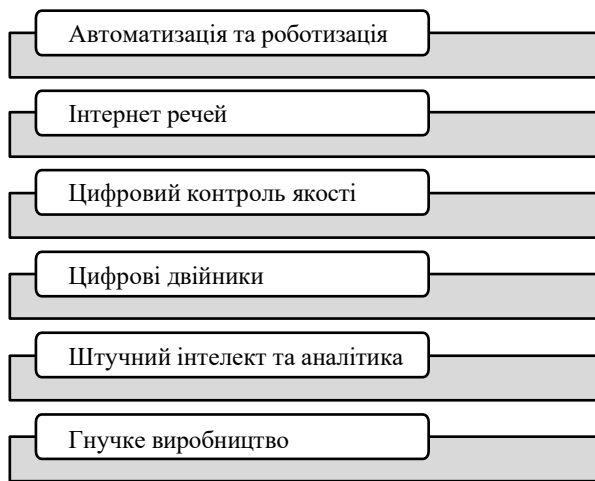 Автоматизація та роботизація
Інтернет речей
Цифровий контроль якості
Цифрові двійники
Штучний інтелект та аналітика
Гнучке виробництво